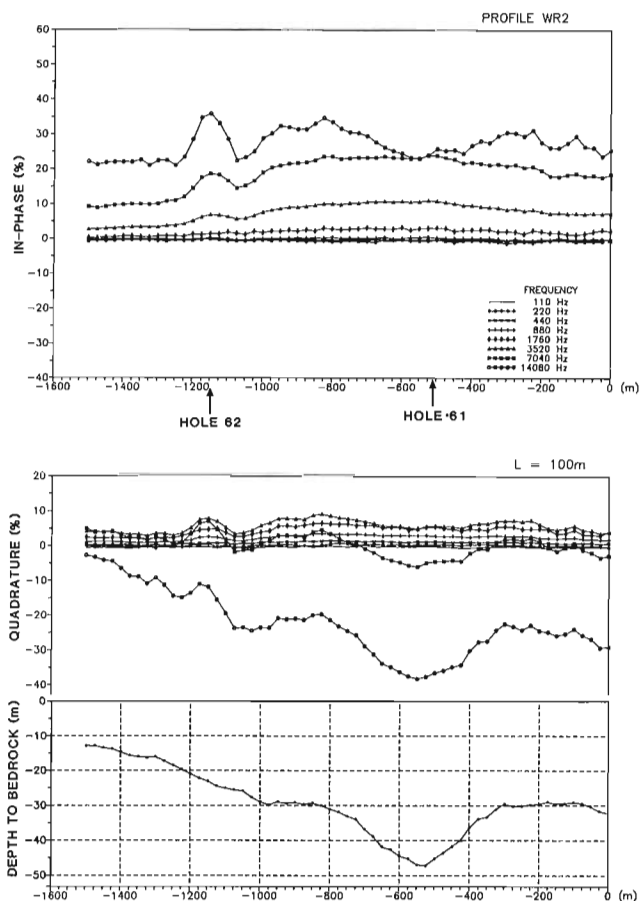 PROFILE WR2
60
50
40
30
20
10
0
-10
-20
-30
-40
IN-PHASE (%)
FREQUENCY
110 Hz
220 Hz
440 Hz
880 Hz
1760 Hz
3520 Hz
7040 Hz
14080 Hz
-1600 -1400 -1200 -1000 -800 -600 -400 -200 0 (m)
HOLE 62 HOLE 61
L = 100m
20
10
0
-10
-20
-30
-40
QUADRATURE (%)
0
-10
-20
-30
-40
-50
DEPTH TO BEDROCK (m)
-1600 -1400 -1200 -1000 -800 -600 -400 -200 0 (m)